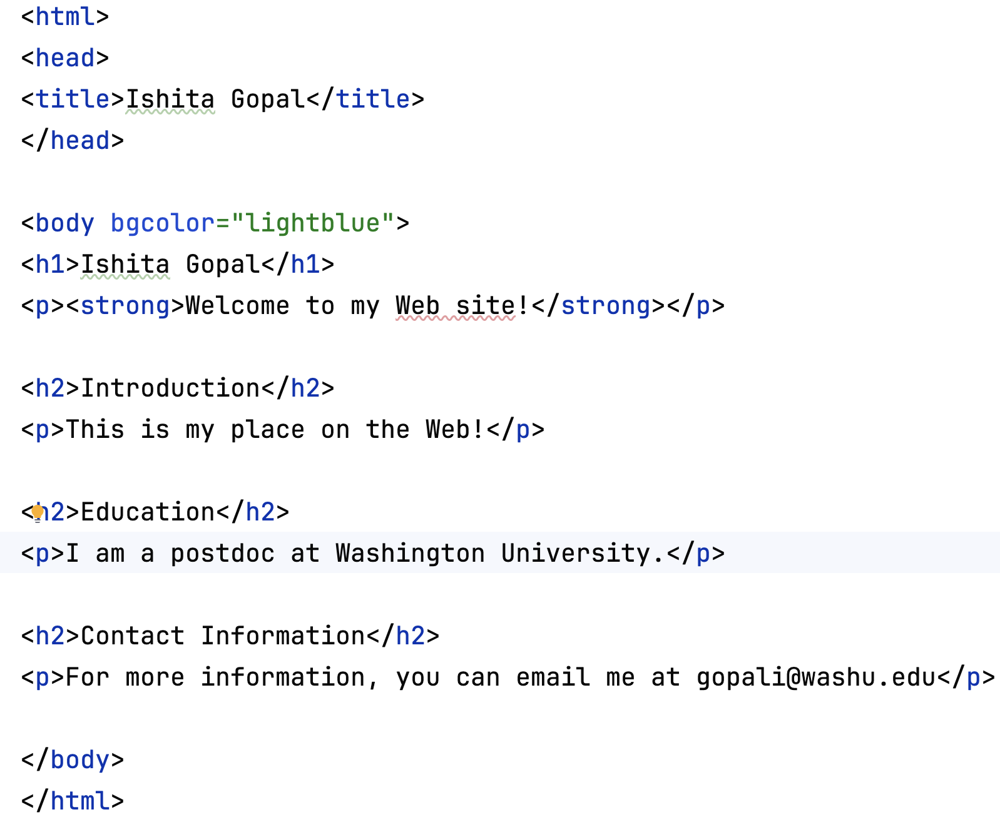 <html>
<head>
<title>Ishita Gopal</title>
</head>
<body bgcolor="lightblue">
<h1>Ishita Gopal</h1>
<p><strong>Welcome to my Web site!</strong></p>
<h2>Introduction</h2>
<p>This is my place on the Web!</p>
<h2>Education</h2>
<p>I am a postdoc at Washington University.</p>
<h2>Contact Information</h2>
<p>For more information, you can email me at gopali@washu.edu</p>
</body>
</html>